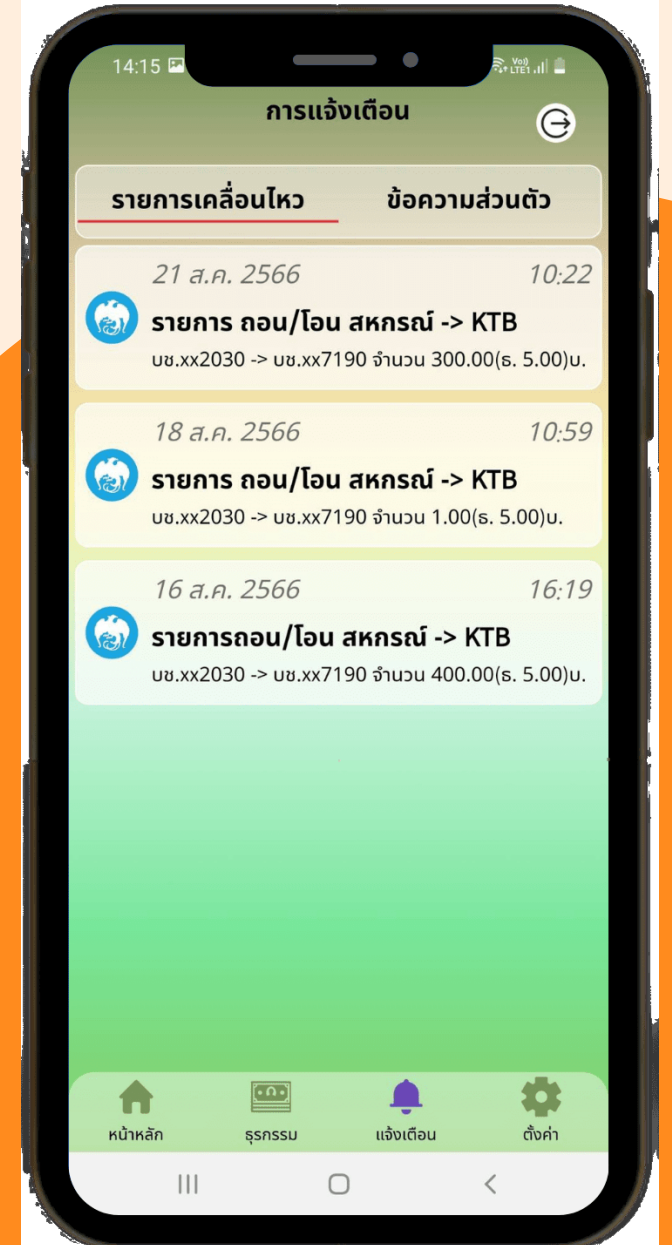 14:15
Vo)) LTE1
การแจ้งเตือน
รายการเคลื่อนไหว ข้อความส่วนตัว
21 ส.ค. 2566 10:22
รายการ ถอน/โอน สหกรณ์ -> KTB
บช.xx2030 -> บช.xx7190 จำนวน 300.00(ธ. 5.00)บ.
18 ส.ค. 2566 10:59
รายการ ถอน/โอน สหกรณ์ -> KTB
บช.xx2030 -> บช.xx7190 จำนวน 1.00(ธ. 5.00)บ.
16 ส.ค. 2566 16:19
รายการถอน/โอน สหกรณ์ -> KTB
บช.xx2030 -> บช.xx7190 จำนวน 400.00(ธ. 5.00)บ.
หน้าหลัก ธุรกรรม แจ้งเตือน ตั้งค่า